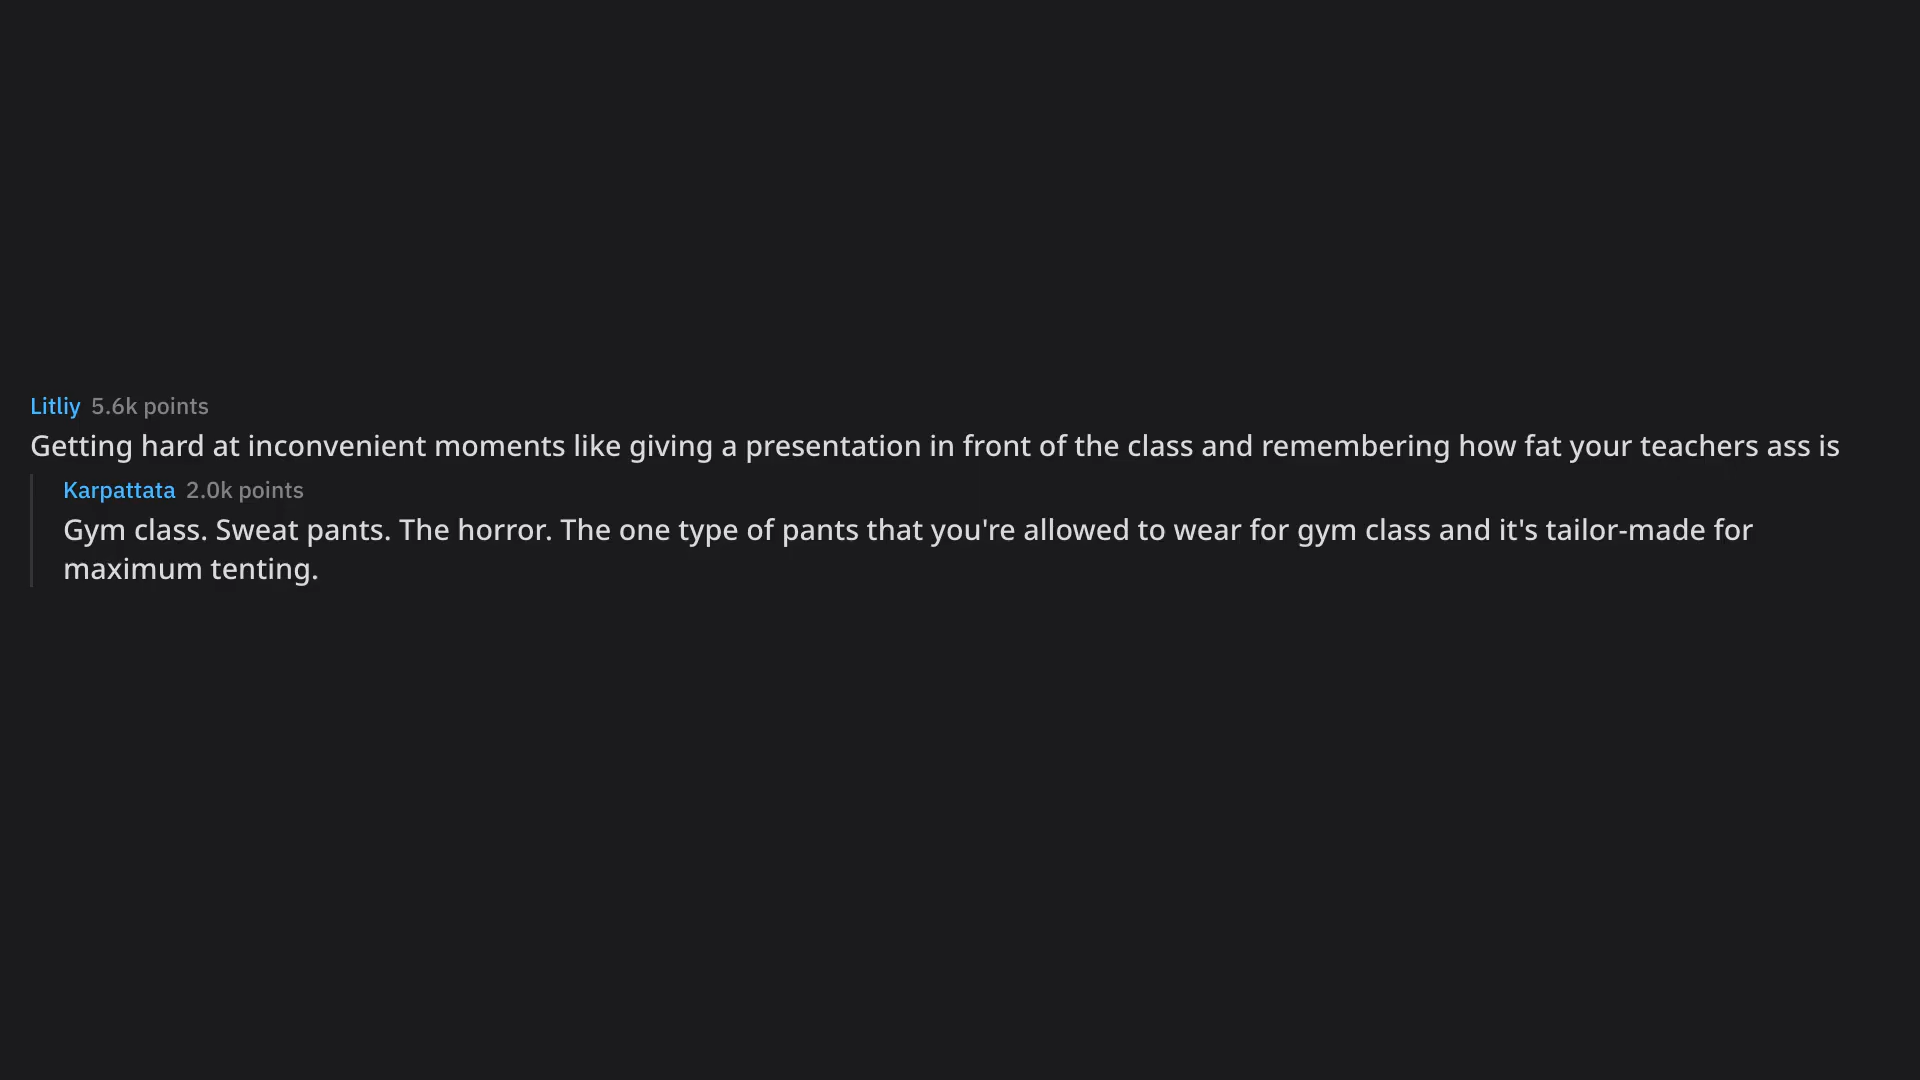 Litliy 5.6k points
Getting hard at inconvenient moments like giving a presentation in front of the class and remembering how fat your teachers ass is
Karpattata 2.0k points
Gym class. Sweat pants. The horror. The one type of pants that you're allowed to wear for gym class and it's tailor-made for
maximum tenting.